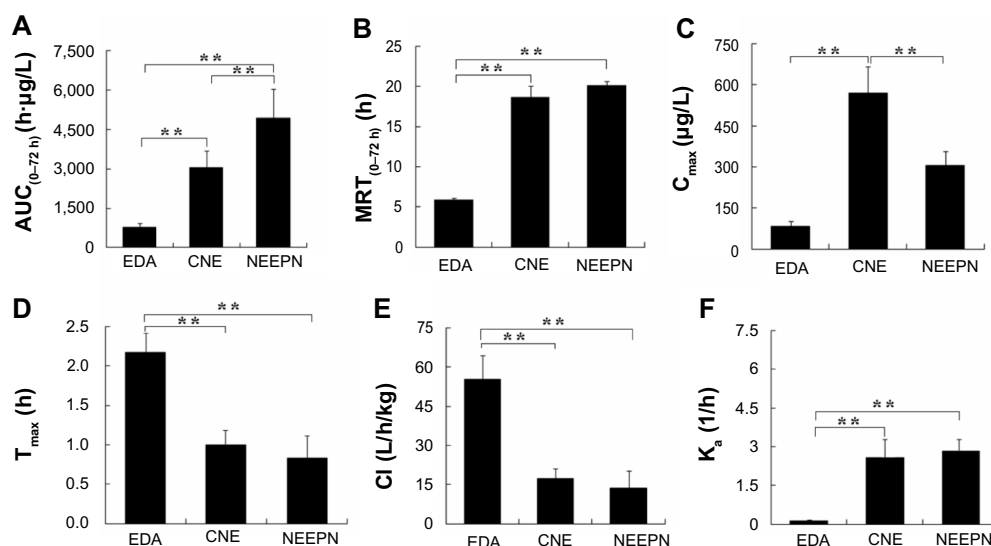 A
AUC(0–72 h) (h·µg/L)
7,500
6,000
4,500
3,000
1,500
0
**
**
**
EDA CNE NEEPN
B
MRT(0–72 h) (h)
25
20
15
10
5
0
**
**
EDA CNE NEEPN
C
Cmax (µg/L)
750
600
450
300
150
0
** **
EDA CNE NEEPN
D
Tmax (h)
2.5
2.0
1.5
1.0
0.5
0.0
**
**
EDA CNE NEEPN
E
Cl (L/h/kg)
75
60
45
30
15
0
**
**
EDA CNE NEEPN
F
Ka (1/h)
7.5
6
4.5
3
1.5
0
**
**
EDA CNE NEEPN